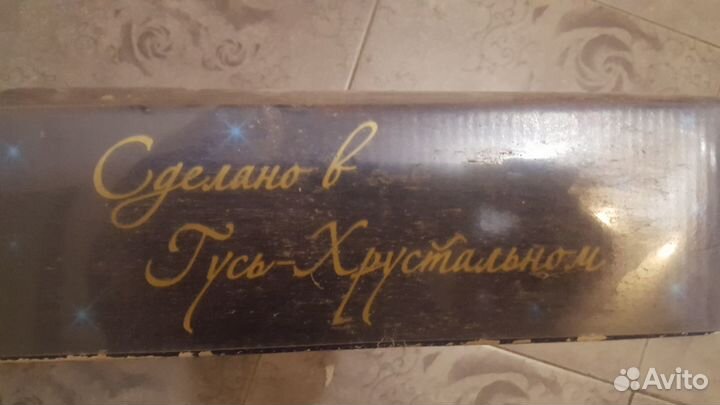 Сделано в
Гусь-Хрустальном
Avito